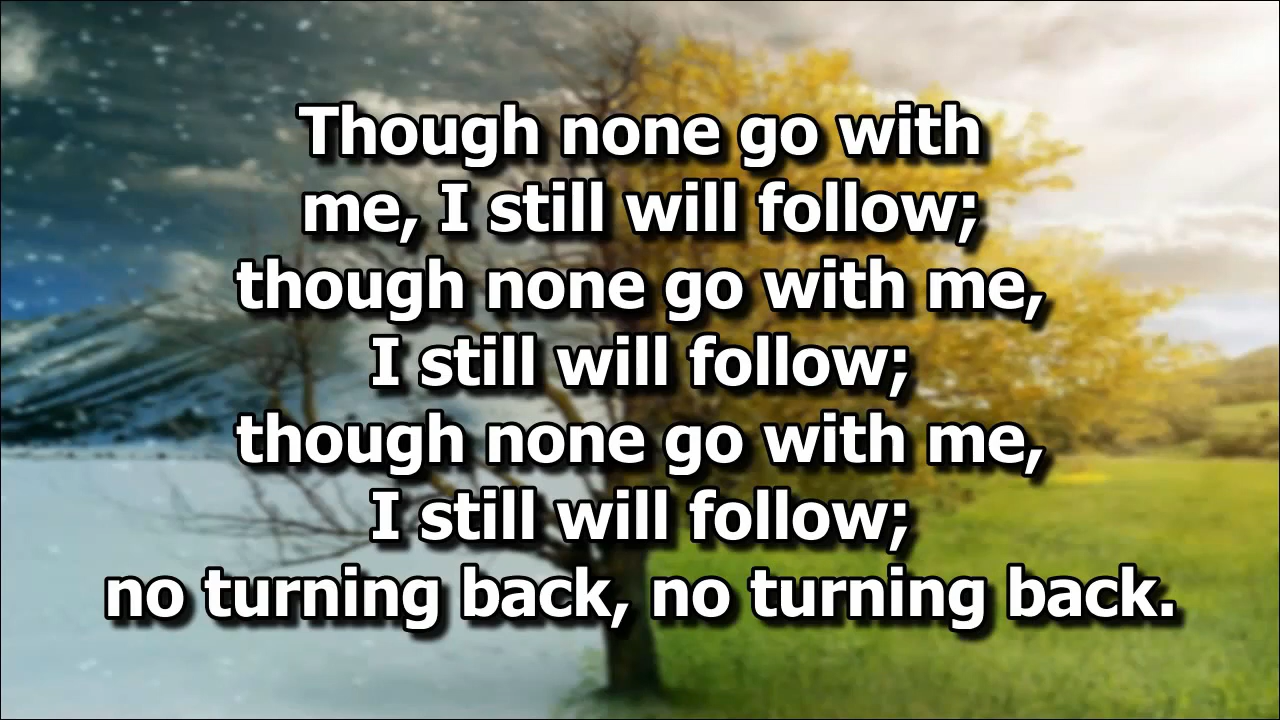 Though none go with
me, I still will follow;
though none go with me,
I still will follow;
though none go with me,
I still will follow;
no turning back, no turning back.